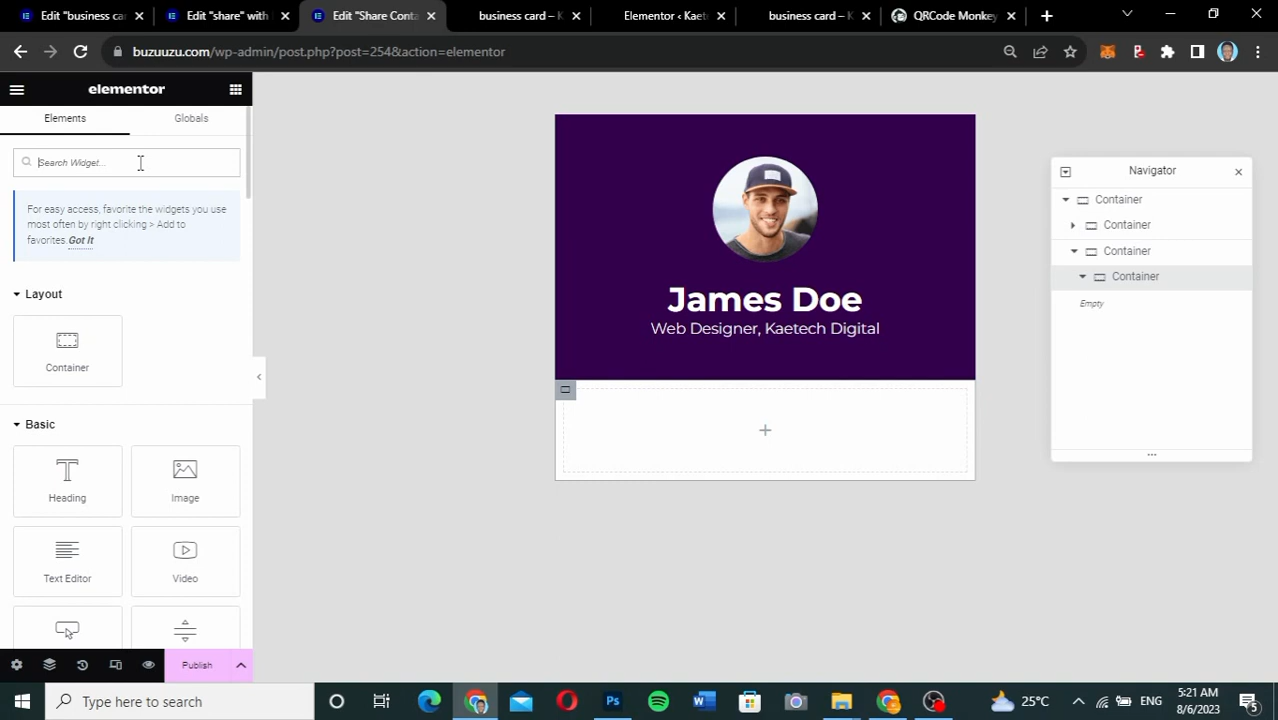 Edit "business car
Edit "share" with
Edit "Share Conta
business card – K
Elementor ‹ Kaet
business card – K
QRCode Monkey
buzuuzu.com/wp-admin/post.php?post=254&action=elementor
elementor
Elements
Globals
Search Widget...
For easy access, favorite the widgets you use
most often by right clicking > Add to
favorites. Got It
Layout
Container
Basic
Heading
Image
Text Editor
Video
Publish
James Doe
Web Designer, Kaetech Digital
Navigator
Container
Container
Container
Container
Empty
Type here to search
Ps
25°C
ENG
5:21 AM
8/6/2023
5